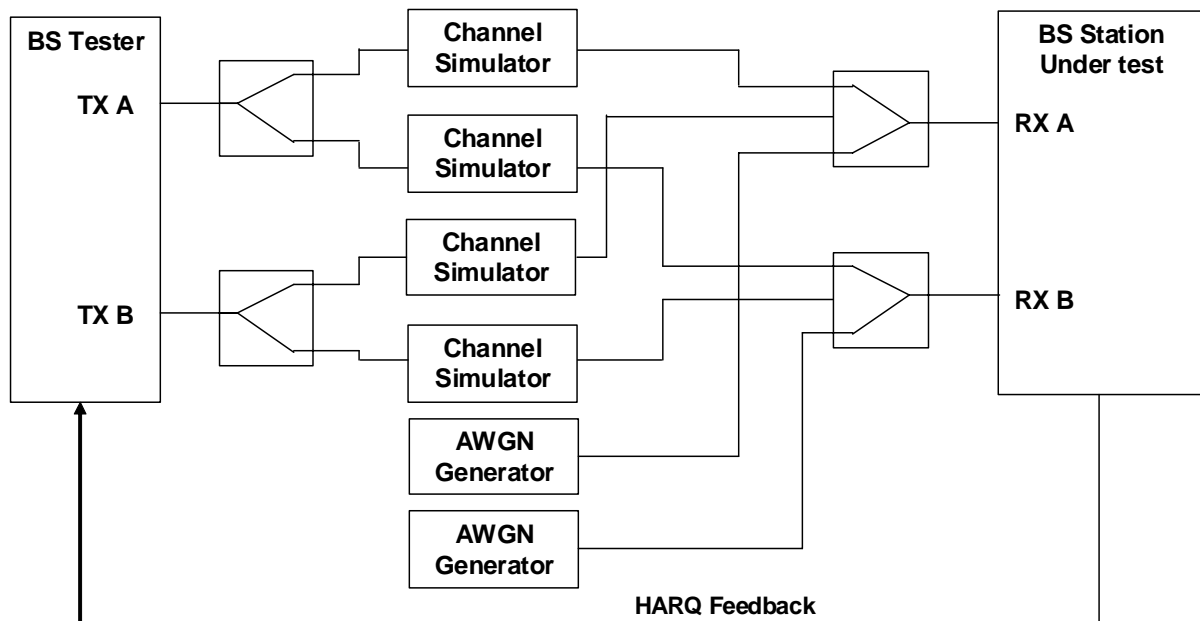 BS Tester
TX A
TX B
Channel
Simulator
Channel
Simulator
Channel
Simulator
Channel
Simulator
AWGN
Generator
AWGN
Generator
BS Station
Under test
RX A
RX B
HARQ Feedback